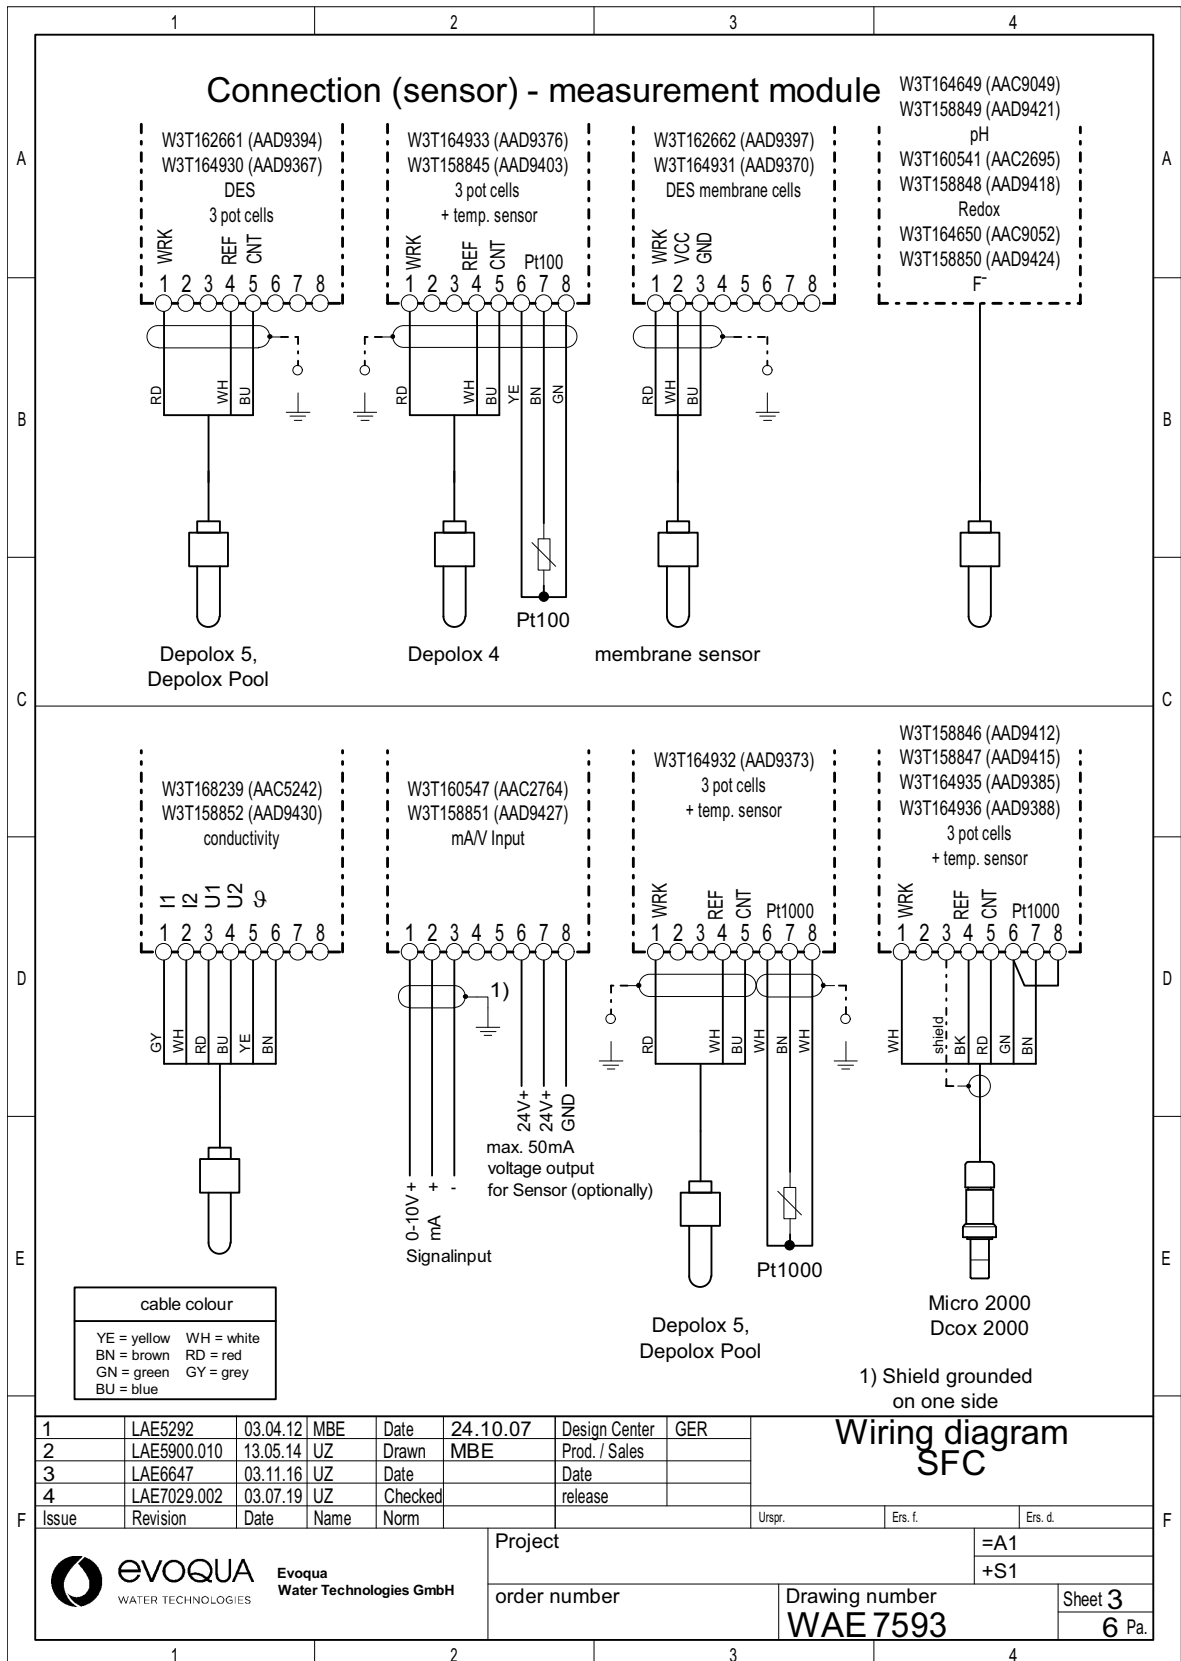 1 2 3 4
Connection (sensor) - measurement module
A A
W3T162661 (AAD9394)
W3T164930 (AAD9367)
DES
3 pot cells
WRK REF CNT
1 2 3 4 5 6 7 8
RD WH BU
Depolox 5,
Depolox Pool
W3T164933 (AAD9376)
W3T158845 (AAD9403)
3 pot cells
+ temp. sensor
WRK REF CNT Pt100
1 2 3 4 5 6 7 8
RD WH BU YE BN GN
Pt100
Depolox 4
W3T162662 (AAD9397)
W3T164931 (AAD9370)
DES membrane cells
WRK VCC GND
1 2 3 4 5 6 7 8
RD WH BU
membrane sensor
W3T164649 (AAC9049)
W3T158849 (AAD9421)
pH
W3T160541 (AAC2695)
W3T158848 (AAD9418)
Redox
W3T164650 (AAC9052)
W3T158850 (AAD9424)
F⁻
B B
C C
W3T168239 (AAC5242)
W3T158852 (AAD9430)
conductivity
I1 I2 U1 U2 ϑ
1 2 3 4 5 6 7 8
GY WH RD BU YE BN
W3T160547 (AAC2764)
W3T158851 (AAD9427)
mA/V Input
1 2 3 4 5 6 7 8
1)
24V+ 24V+ GND
max. 50mA
voltage output
for Sensor (optionally)
0-10V + mA + -
Signalinput
W3T164932 (AAD9373)
3 pot cells
+ temp. sensor
WRK REF CNT Pt1000
1 2 3 4 5 6 7 8
RD WH BU WH BN WH
Pt1000
Depolox 5,
Depolox Pool
W3T158846 (AAD9412)
W3T158847 (AAD9415)
W3T164935 (AAD9385)
W3T164936 (AAD9388)
3 pot cells
+ temp. sensor
WRK REF CNT Pt1000
1 2 3 4 5 6 7 8
WH shield BK RD GN BN
Micro 2000
Dcox 2000
1) Shield grounded
on one side
D D
E E
cable colour
YE = yellow WH = white
BN = brown RD = red
GN = green GY = grey
BU = blue
1 LAE5292 03.04.12 MBE Date 24.10.07 Design Center GER
2 LAE5900.010 13.05.14 UZ Drawn MBE Prod. / Sales
3 LAE6647 03.11.16 UZ Date Date
4 LAE7029.002 03.07.19 UZ Checked release
Issue Revision Date Name Norm
Wiring diagram
SFC
Urspr. Ers. f. Ers. d.
F F
evoqua
WATER TECHNOLOGIES
Evoqua
Water Technologies GmbH
Project
=A1
+S1
order number
Drawing number
WAE7593
Sheet 3
6 Pa.
1 2 3 4